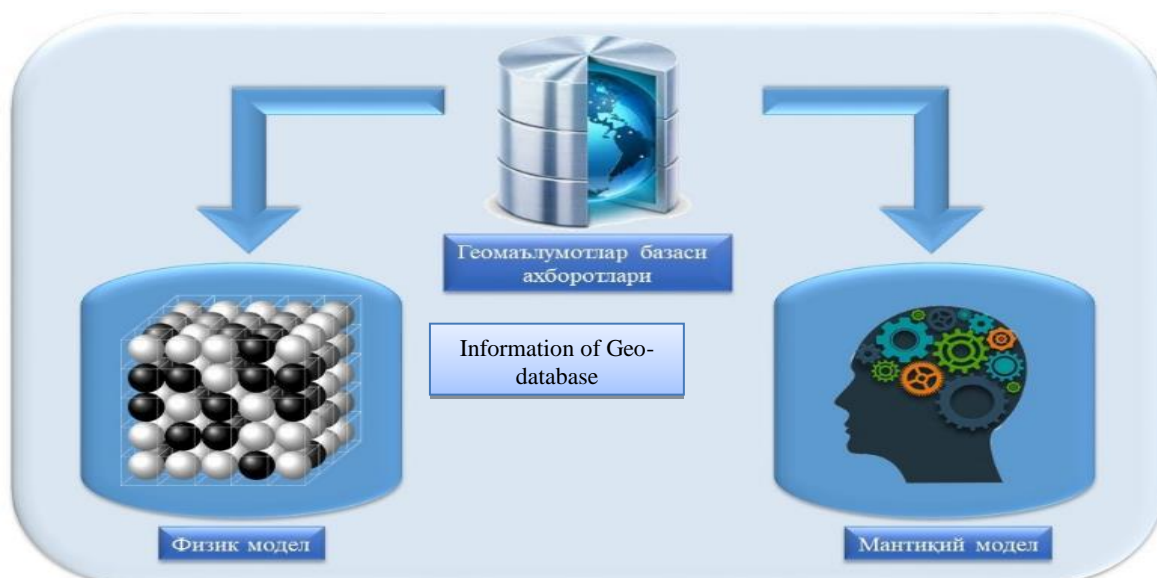 Геомаълумотлар базаси
ахборотлари
Information of Geo-
database
Физик модел
Мантиқий модел